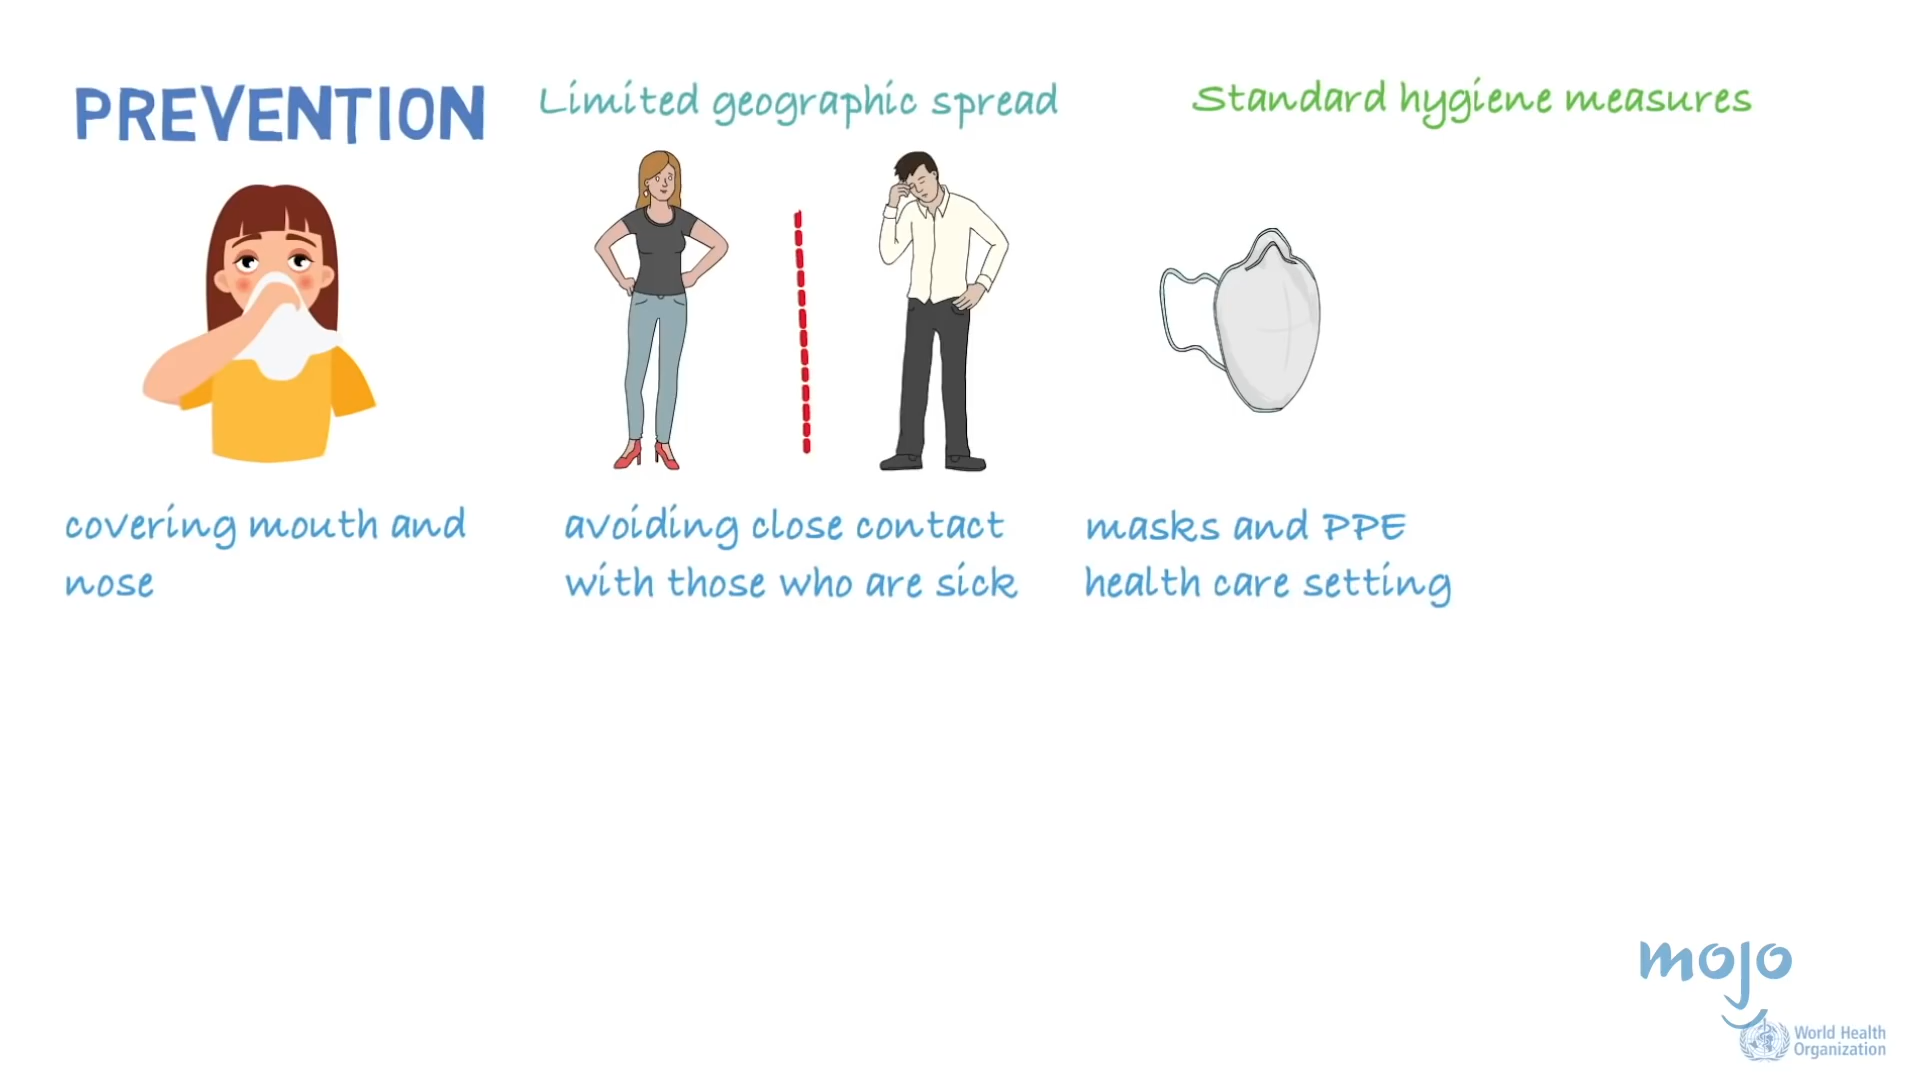 PREVENTION
Limited geographic spread
Standard hygiene measures
covering mouth and
nose
avoiding close contact
with those who are sick
masks and PPE
health care setting
mojo
World Health
Organization